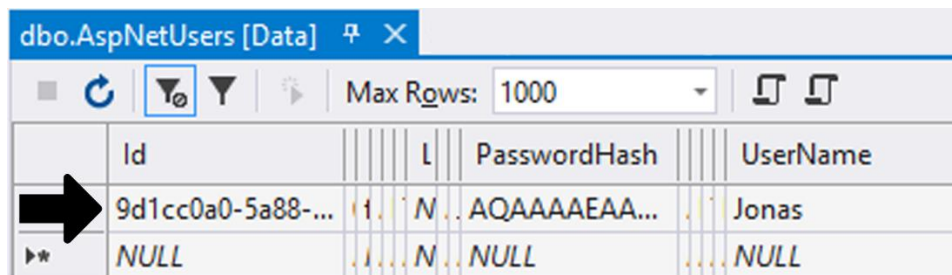 dbo.AspNetUsers [Data]
Max Rows: 1000
Id L PasswordHash UserName
9d1cc0a0-5a88-... N AQAAAAEAA... Jonas
NULL N NULL NULL